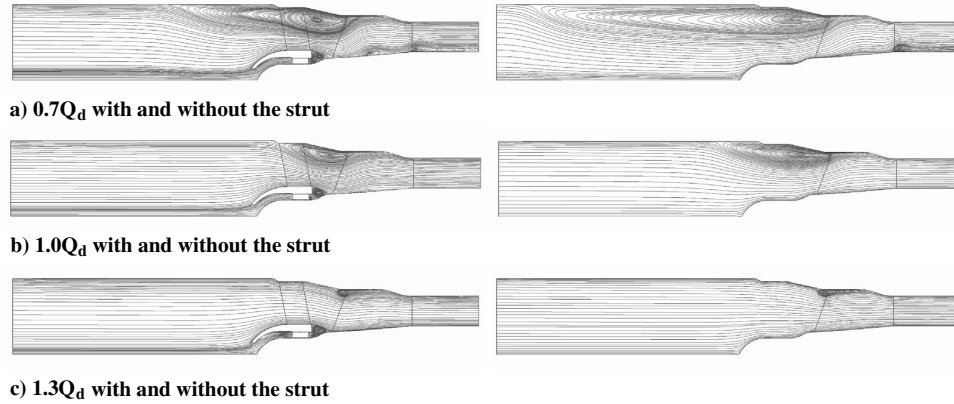 a) 0.7Qd with and without the strut
b) 1.0Qd with and without the strut
c) 1.3Qd with and without the strut